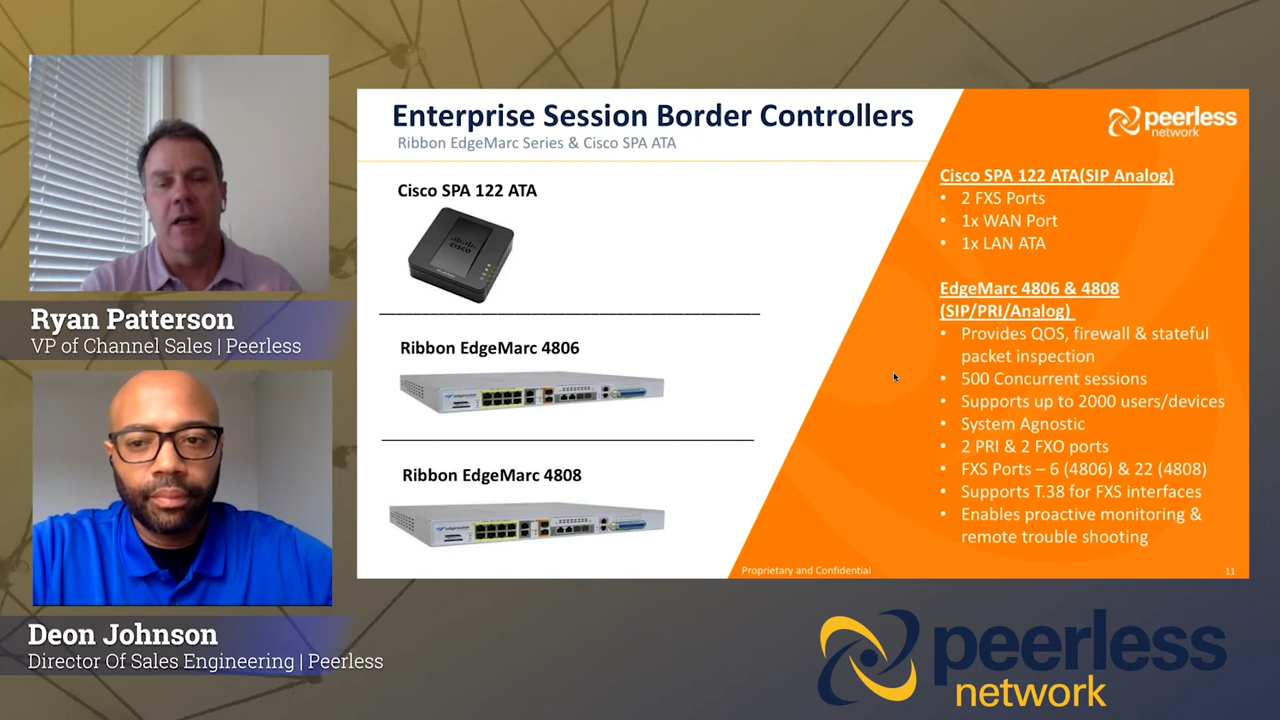 Ryan Patterson
VP of Channel Sales | Peerless
Deon Johnson
Director Of Sales Engineering | Peerless
Enterprise Session Border Controllers
Ribbon EdgeMarc Series & Cisco SPA ATA
Cisco SPA 122 ATA
CISCO
Ribbon EdgeMarc 4806
Ribbon EdgeMarc 4808
peerless
network
Cisco SPA 122 ATA(SIP Analog)
• 2 FXS Ports
• 1x WAN Port
• 1x LAN ATA
EdgeMarc 4806 & 4808
(SIP/PRI/Analog)
• Provides QOS, firewall & stateful
packet inspection
• 500 Concurrent sessions
• Supports up to 2000 users/devices
• System Agnostic
• 2 PRI & 2 FXO ports
• FXS Ports – 6 (4806) & 22 (4808)
• Supports T.38 for FXS interfaces
• Enables proactive monitoring &
remote trouble shooting
Proprietary and Confidential
11
peerless
network